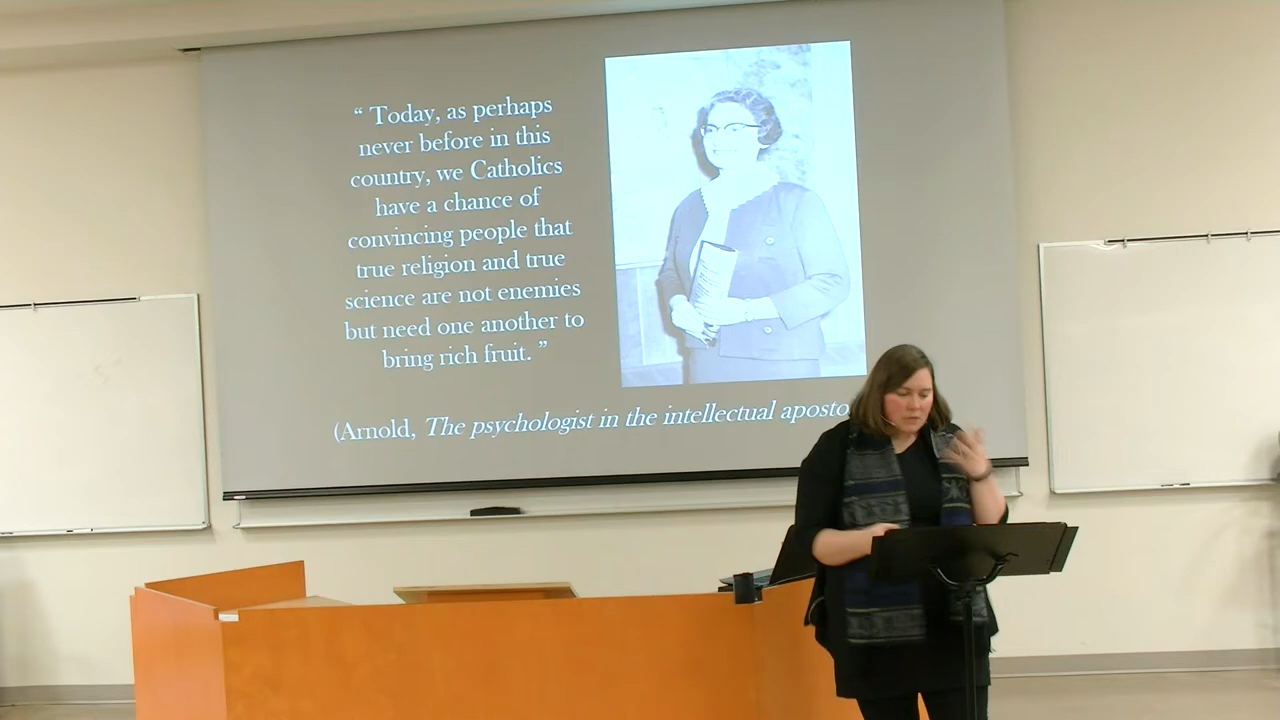 “ Today, as perhaps
never before in this
country, we Catholics
have a chance of
convincing people that
true religion and true
science are not enemies
but need one another to
bring rich fruit. ”
(Arnold, The psychologist in the intellectual aposto